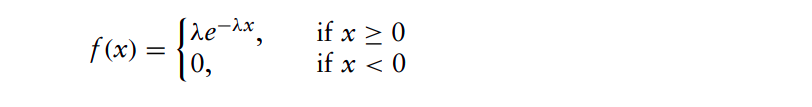 f(x) = { λe^{−λx}, if x ≥ 0
0, if x < 0